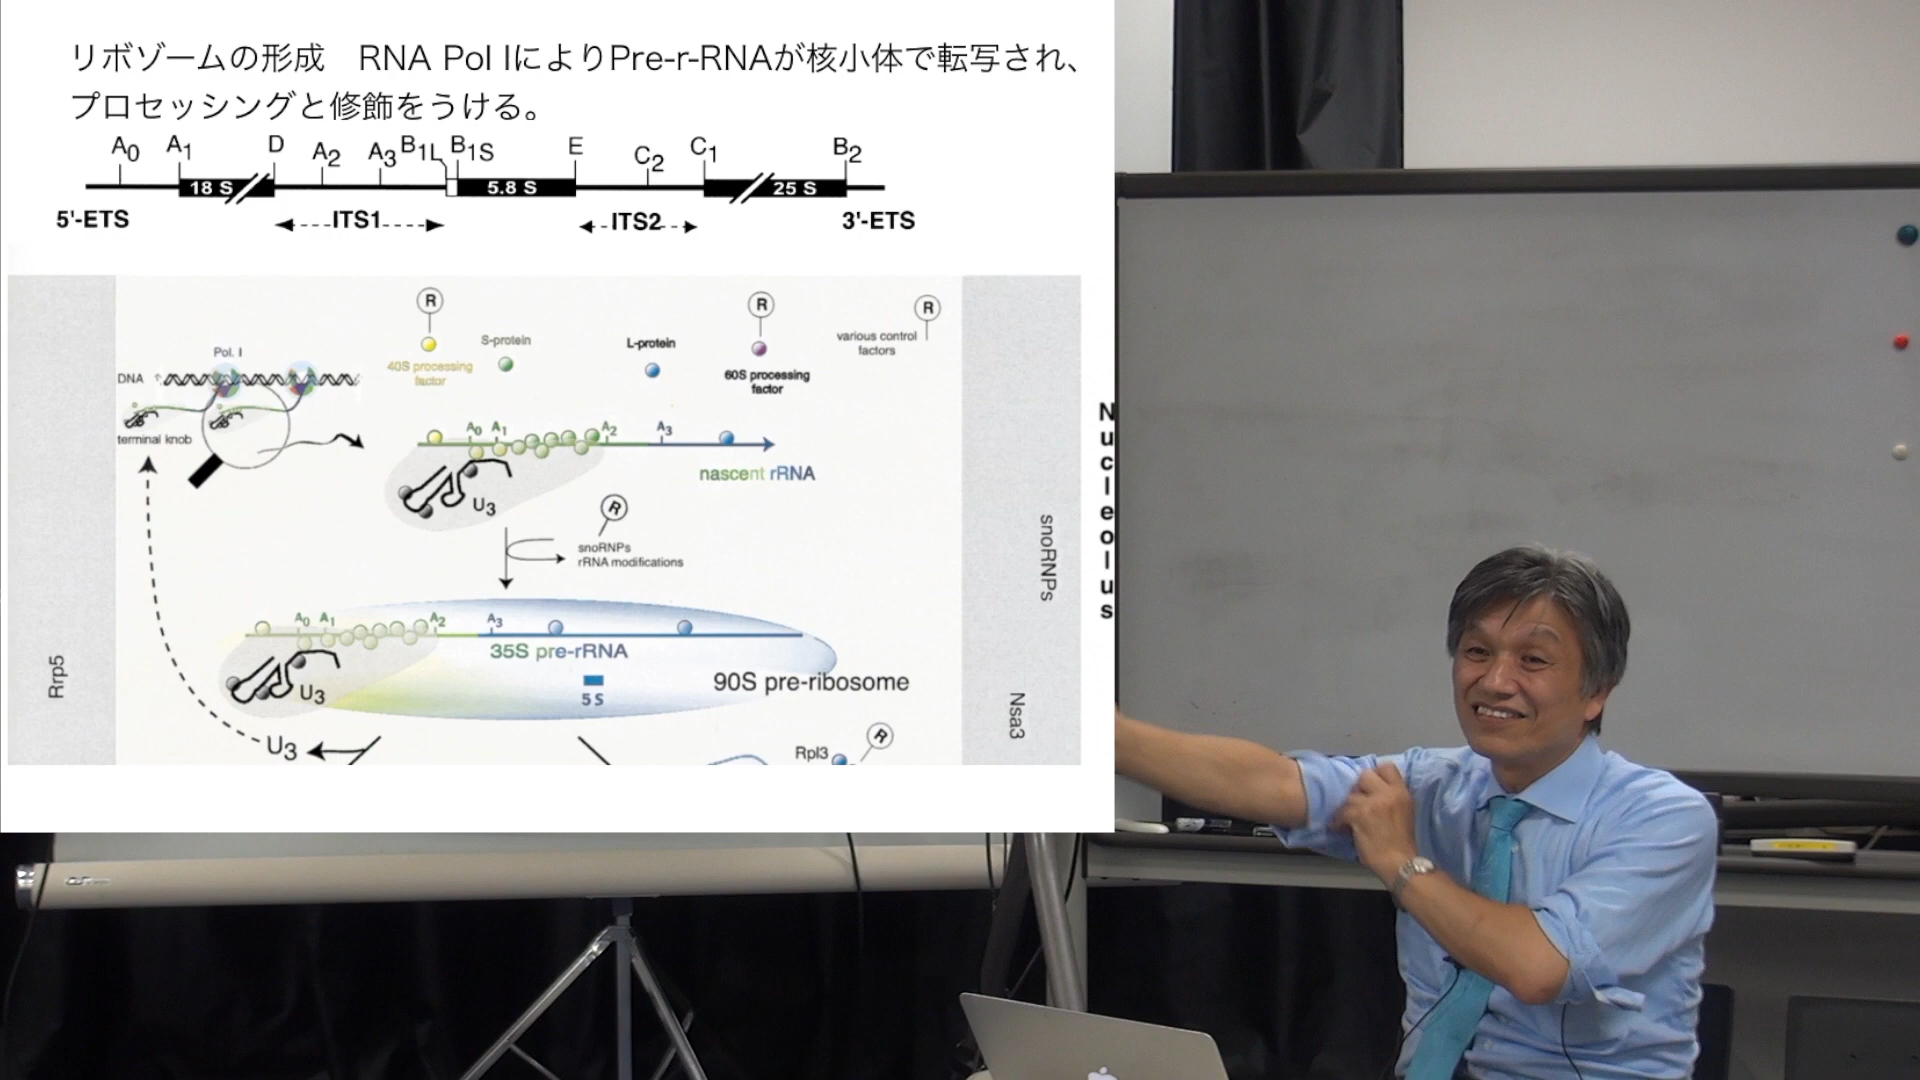 リボゾームの形成　RNA Pol IによりPre-r-RNAが核小体で転写され、
プロセッシングと修飾をうける。
A0 A1 D A2 A3 B1L B1S E C2 C1 B2
18 S 5.8 S 25 S
5'-ETS ITS1 ITS2 3'-ETS
R R R
S-protein L-protein various control
factors
Pol. I
40S processing
factor
60S processing
factor
DNA
terminal knob
A0 A1 A2 A3
nascent rRNA
U3
R
snoRNPs
rRNA modifications
A0 A1 A2 A3
35S pre-rRNA
U3
5 S
90S pre-ribosome
U3
Rpl3
R
Rrp5
snoRNPs
Nsa3
Nucleolus